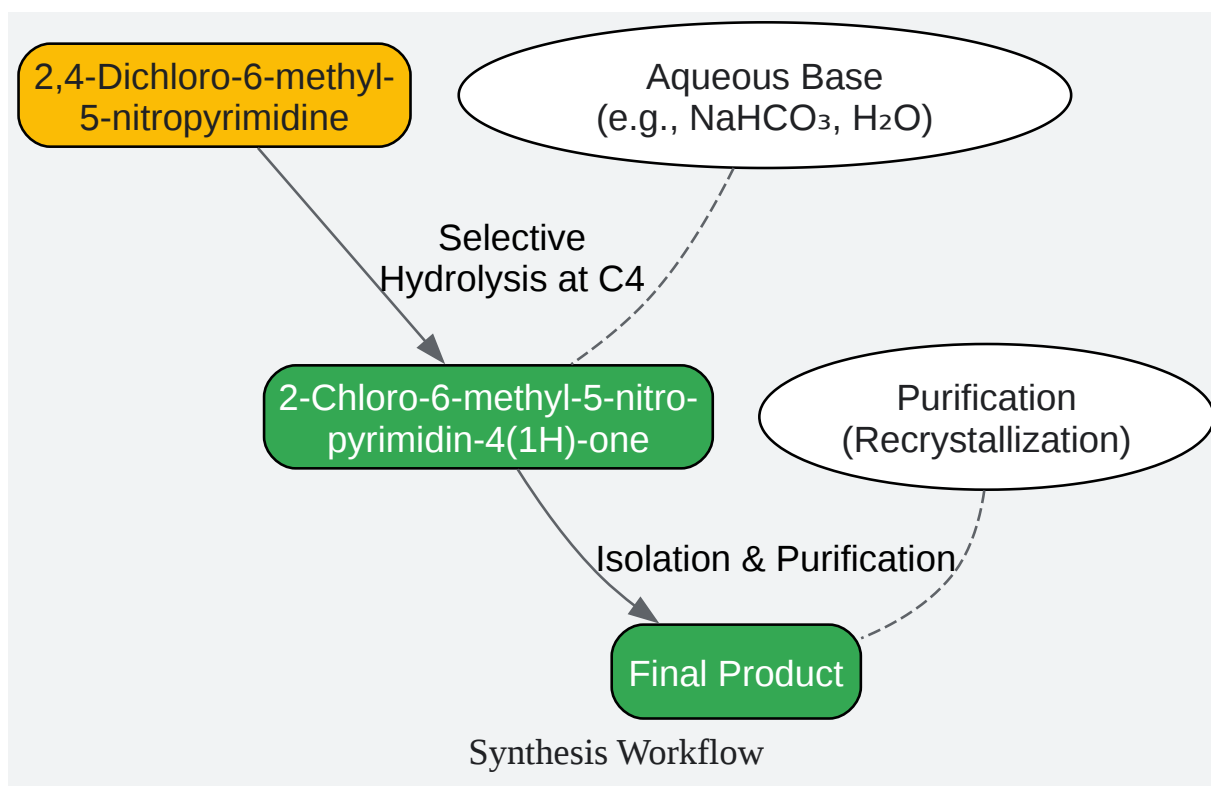 2,4-Dichloro-6-methyl-
5-nitropyrimidine
Aqueous Base
(e.g., NaHCO₃, H₂O)
Selective
Hydrolysis at C4
2-Chloro-6-methyl-5-nitro-
pyrimidin-4(1H)-one
Purification
(Recrystallization)
Isolation & Purification
Final Product
Synthesis Workflow